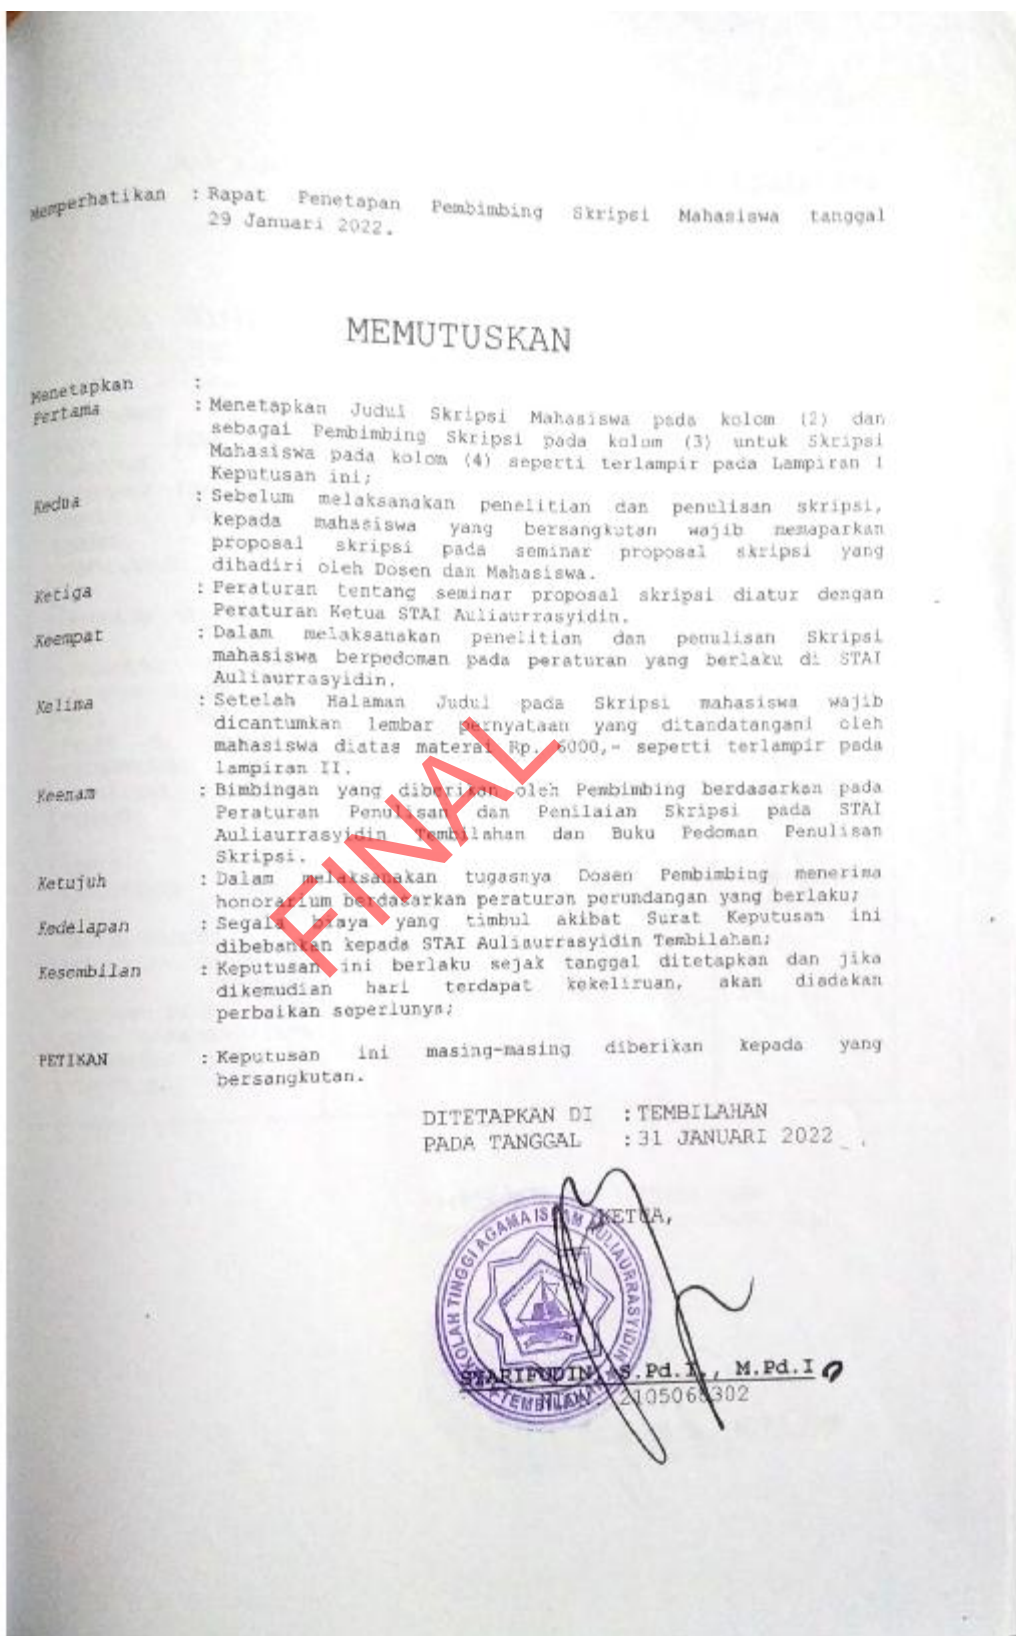 Memperhatikan : Rapat Penetapan Pembimbing Skripsi Mahasiswa tanggal
29 Januari 2022.
MEMUTUSKAN
Menetapkan :
Pertama : Menetapkan Judul Skripsi Mahasiswa pada kolom (2) dan
sebagai Pembimbing Skripsi pada kolom (3) untuk Skripsi
Mahasiswa pada kolom (4) seperti terlampir pada Lampiran I
Keputusan ini;
Kedua : Sebelum melaksanakan penelitian dan penulisan skripsi,
kepada mahasiswa yang bersangkutan wajib memaparkan
proposal skripsi pada seminar proposal skripsi yang
dihadiri oleh Dosen dan Mahasiswa.
Ketiga : Peraturan tentang seminar proposal skripsi diatur dengan
Peraturan Ketua STAI Auliaurrasyidin.
Keempat : Dalam melaksanakan penelitian dan penulisan Skripsi
mahasiswa berpedoman pada peraturan yang berlaku di STAI
Auliaurrasyidin.
Kelima : Setelah Halaman Judul pada Skripsi mahasiswa wajib
dicantumkan lembar pernyataan yang ditandatangani oleh
mahasiswa diatas materai Rp. 6000,- seperti terlampir pada
lampiran II.
Keenam : Bimbingan yang diberikan oleh Pembimbing berdasarkan pada
Peraturan Penulisan dan Penilaian Skripsi pada STAI
Auliaurrasyidin Tembilahan dan Buku Pedoman Penulisan
Skripsi.
Ketujuh : Dalam melaksanakan tugasnya Dosen Pembimbing menerima
honorarium berdasarkan peraturan perundangan yang berlaku;
Kedelapan : Segala biaya yang timbul akibat Surat Keputusan ini
dibebankan kepada STAI Auliaurrasyidin Tembilahan;
Kesembilan : Keputusan ini berlaku sejak tanggal ditetapkan dan jika
dikemudian hari terdapat kekeliruan, akan diadakan
perbaikan seperlunya;
PETIKAN : Keputusan ini masing-masing diberikan kepada yang
bersangkutan.
FINAL
DITETAPKAN DI : TEMBILAHAN
PADA TANGGAL : 31 JANUARI 2022
KETUA,
SEKOLAH TINGGI AGAMA ISLAM AULIAURRASYIDIN
TEMBILAHAN
SYARIFUDIN, S.Pd.I., M.Pd.I
2105068302